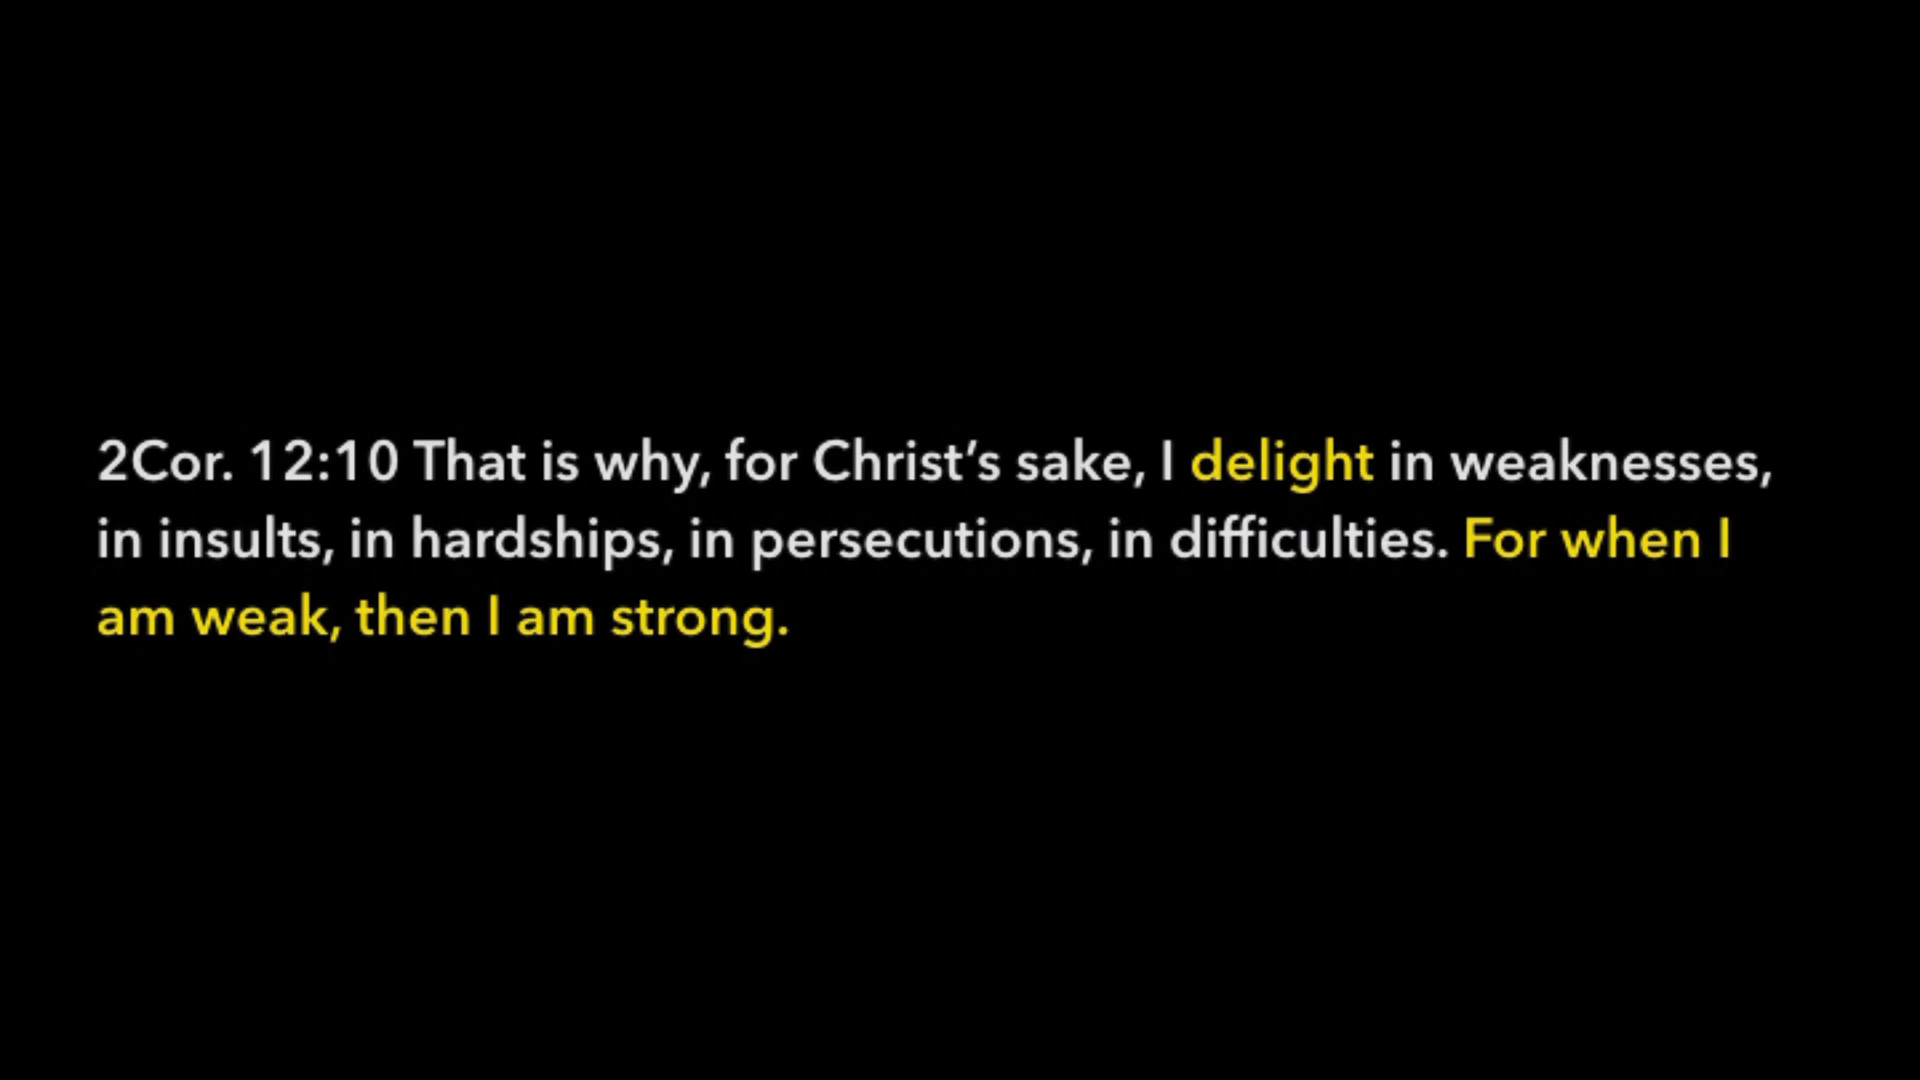 2Cor. 12:10 That is why, for Christ’s sake, I delight in weaknesses,
in insults, in hardships, in persecutions, in difficulties. For when I
am weak, then I am strong.